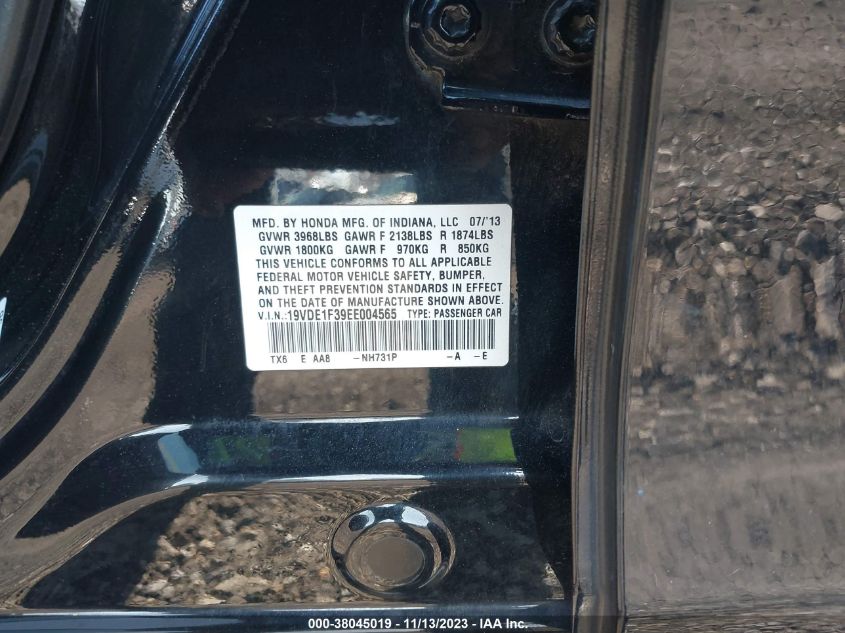 MFD. BY HONDA MFG. OF INDIANA, LLC 07/'13
GVWR 3968LBS GAWR F 2138LBS R 1874LBS
GVWR 1800KG GAWR F 970KG R 850KG
THIS VEHICLE CONFORMS TO ALL APPLICABLE
FEDERAL MOTOR VEHICLE SAFETY, BUMPER,
AND THEFT PREVENTION STANDARDS IN EFFECT
ON THE DATE OF MANUFACTURE SHOWN ABOVE.
V.I.N.:19VDE1F39EE004565 TYPE: PASSENGER CAR
TX6 E AA8 -NH731P -A -E
000-38045019 - 11/13/2023 - IAA Inc.